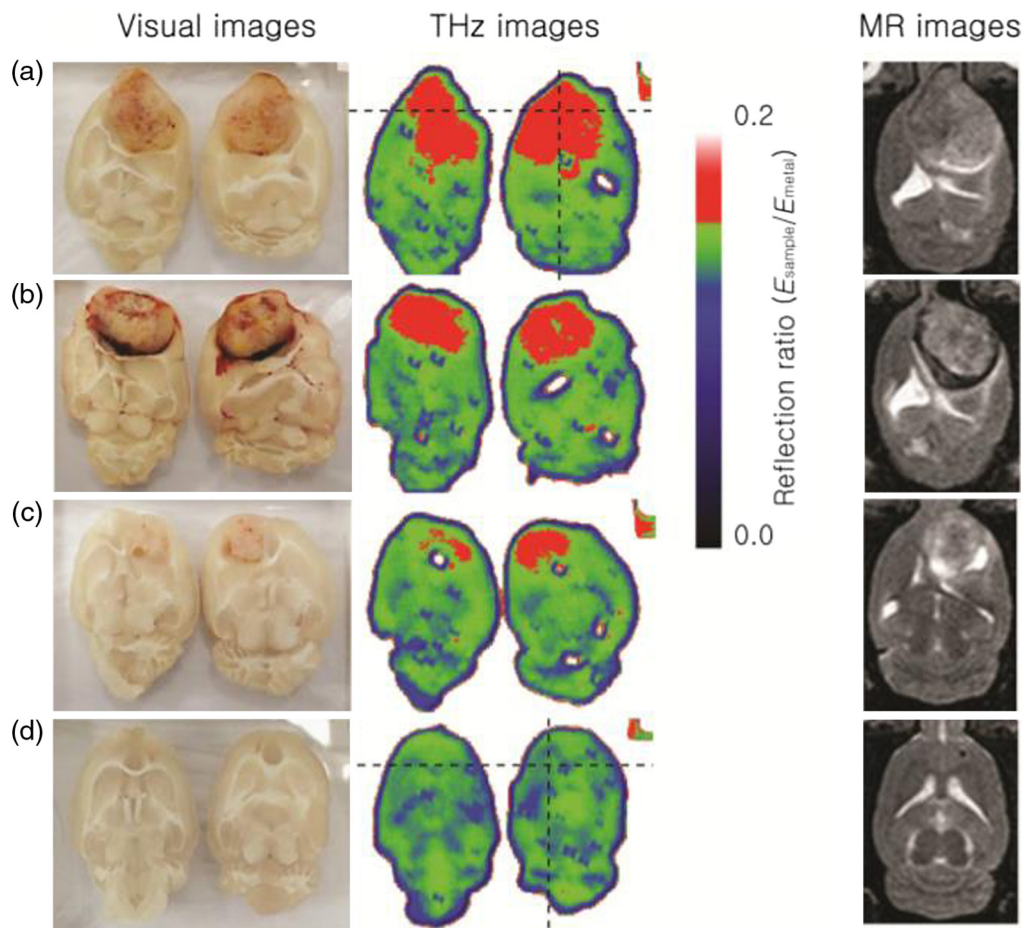 Visual images
THz images
MR images
(a)
(b)
(c)
(d)
0.2
Reflection ratio (Esample/Emetal)
0.0